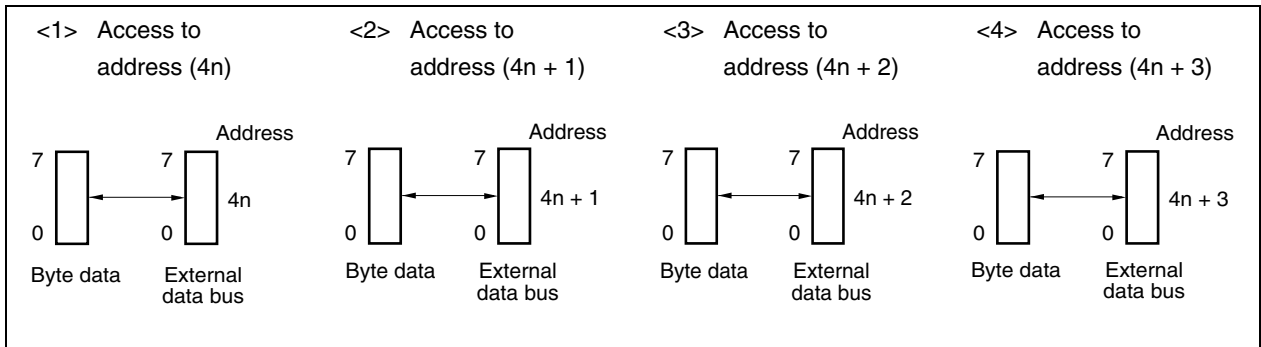 <1> Access to
address (4n)
<2> Access to
address (4n + 1)
<3> Access to
address (4n + 2)
<4> Access to
address (4n + 3)
Address
7 7
4n
0 0
Byte data External
data bus
Address
7 7
4n + 1
0 0
Byte data External
data bus
Address
7 7
4n + 2
0 0
Byte data External
data bus
Address
7 7
4n + 3
0 0
Byte data External
data bus